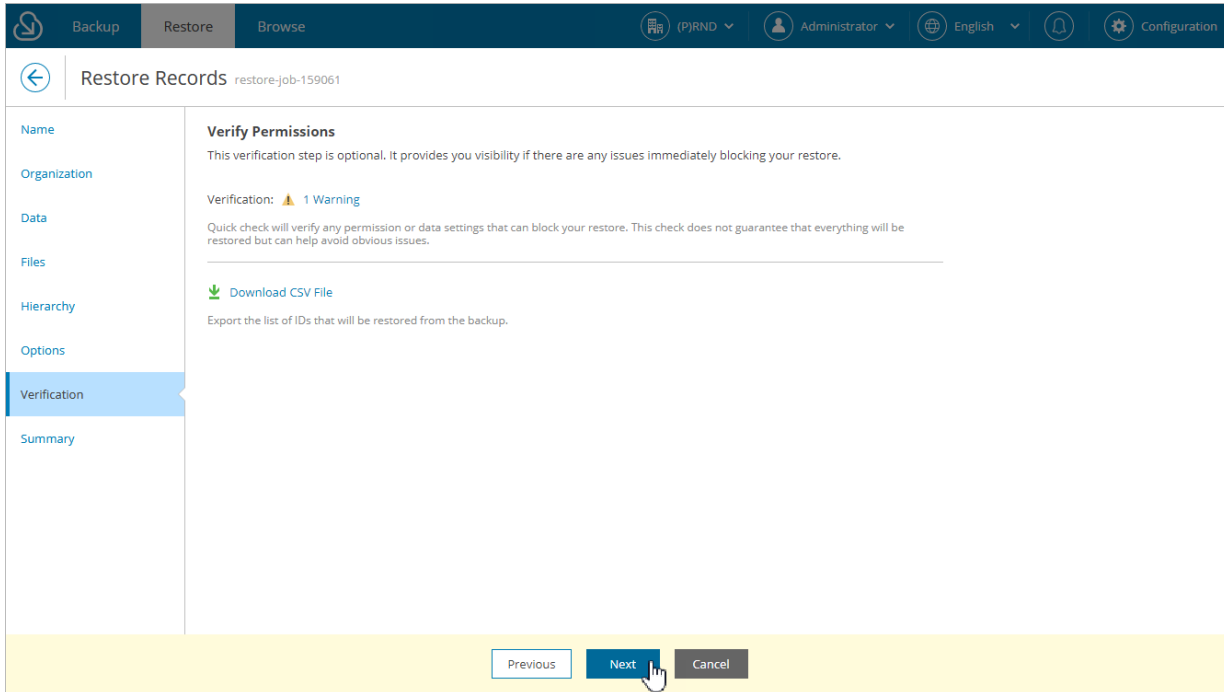 Backup Restore Browse (P)RND Administrator English Configuration
Restore Records restore-job-159061
Name
Organization
Data
Files
Hierarchy
Options
Verification
Summary
Verify Permissions
This verification step is optional. It provides you visibility if there are any issues immediately blocking your restore.
Verification: 1 Warning
Quick check will verify any permission or data settings that can block your restore. This check does not guarantee that everything will be
restored but can help avoid obvious issues.
Download CSV File
Export the list of IDs that will be restored from the backup.
Previous Next Cancel